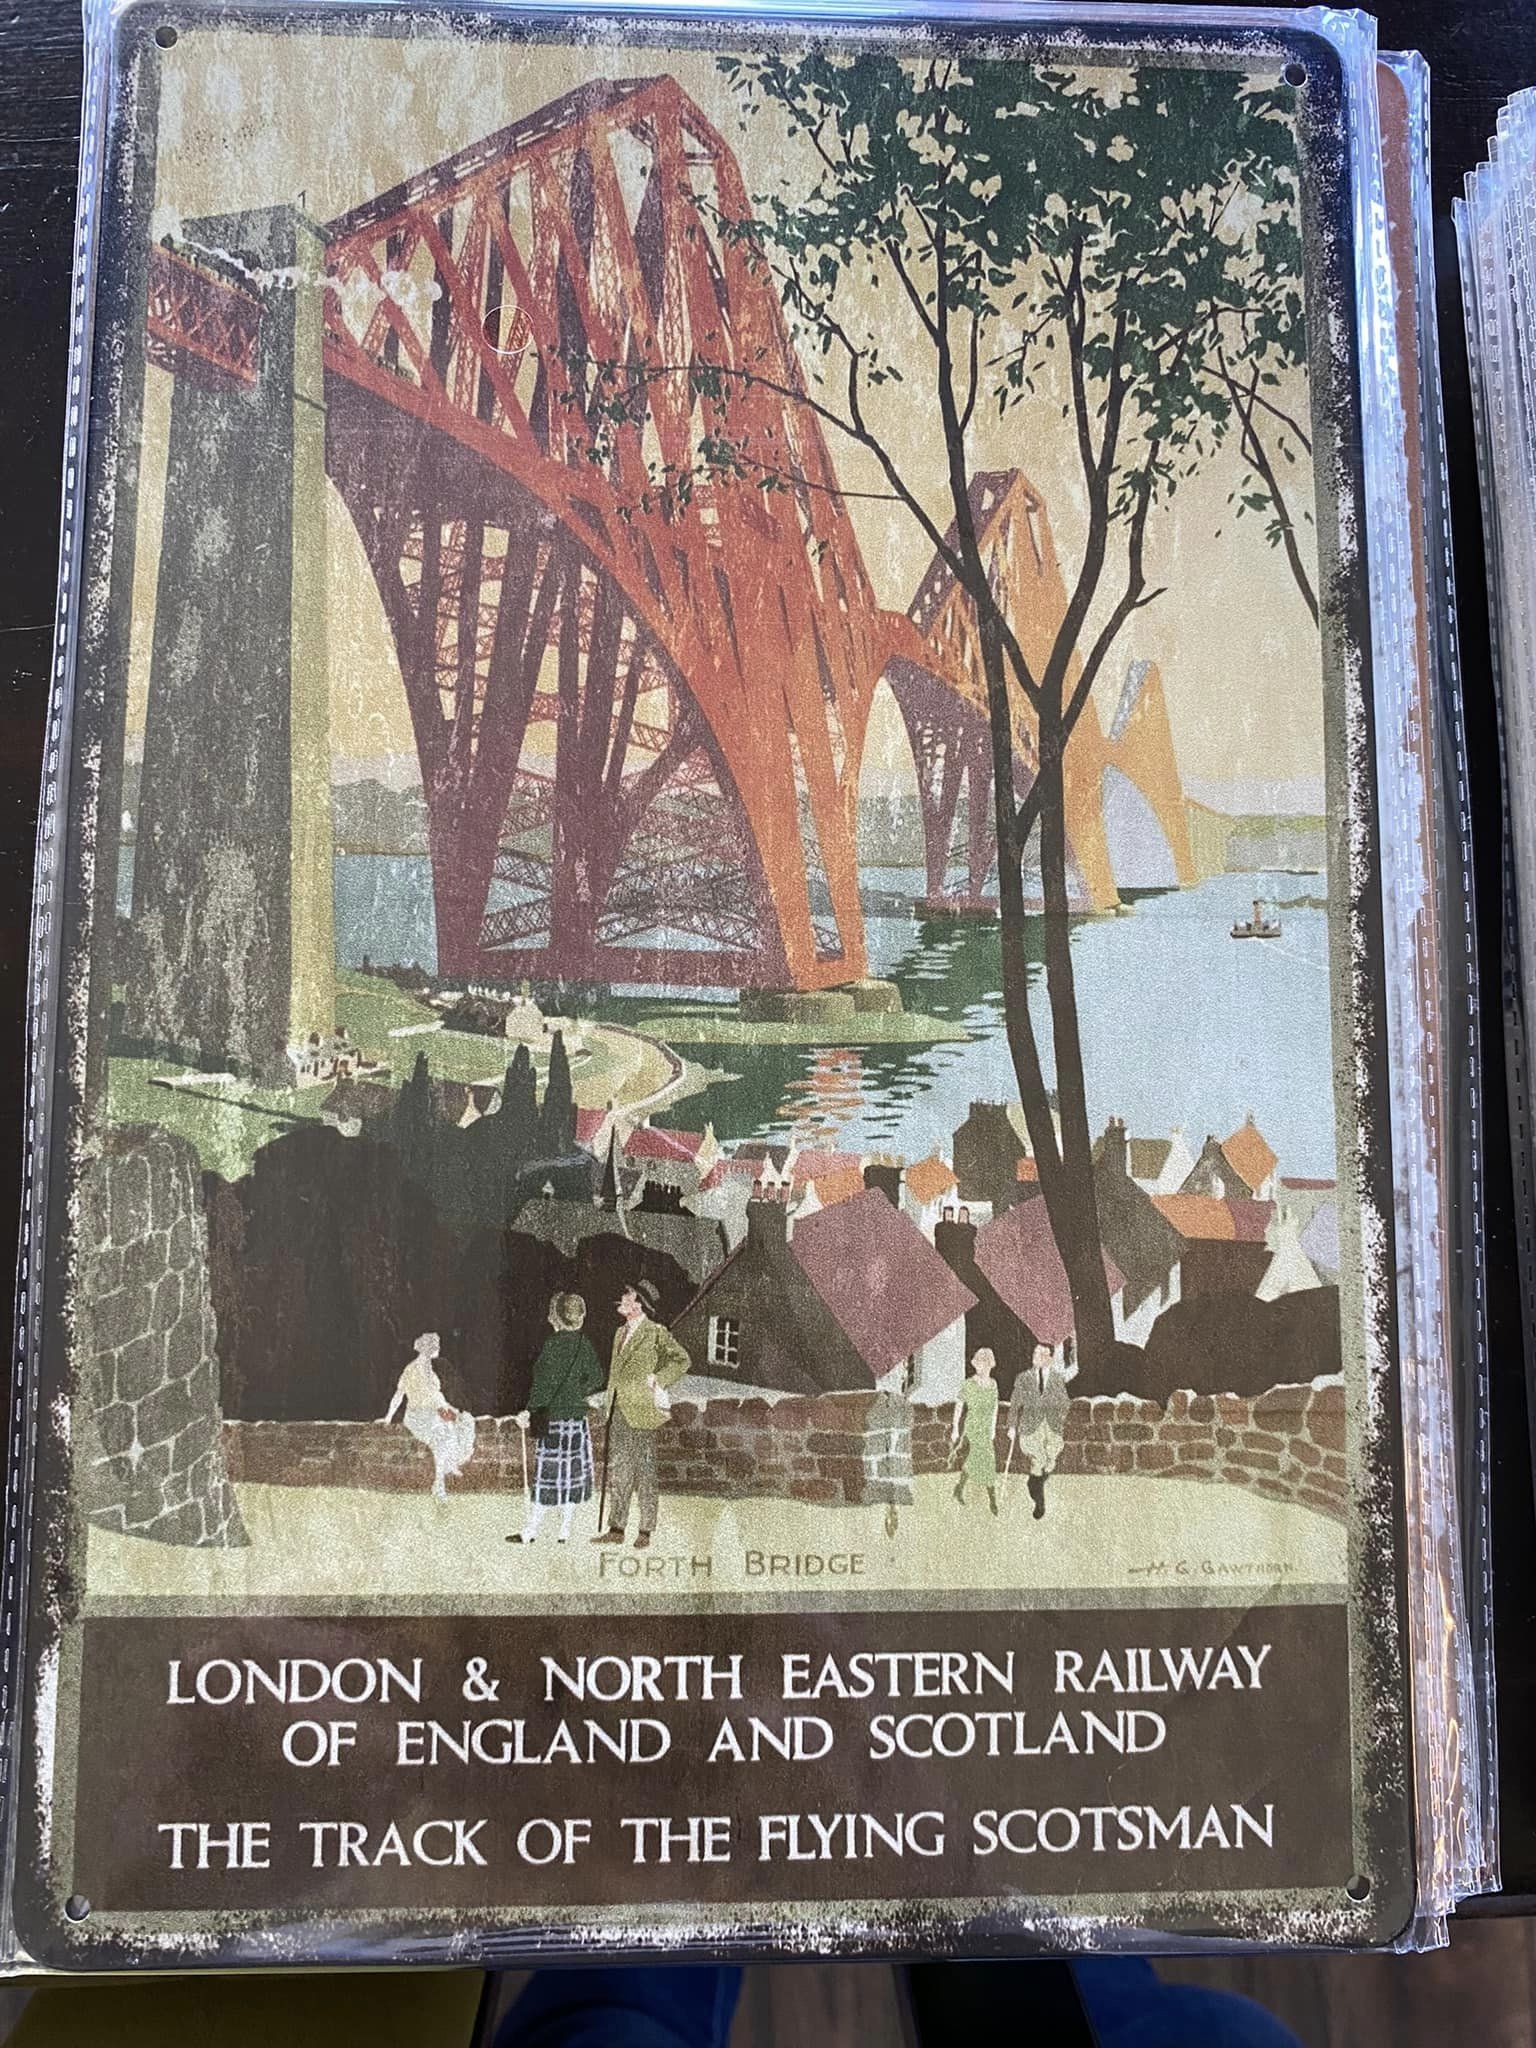 FORTH BRIDGE
H. G. GAWTHORN.
LONDON & NORTH EASTERN RAILWAY
OF ENGLAND AND SCOTLAND
THE TRACK OF THE FLYING SCOTSMAN